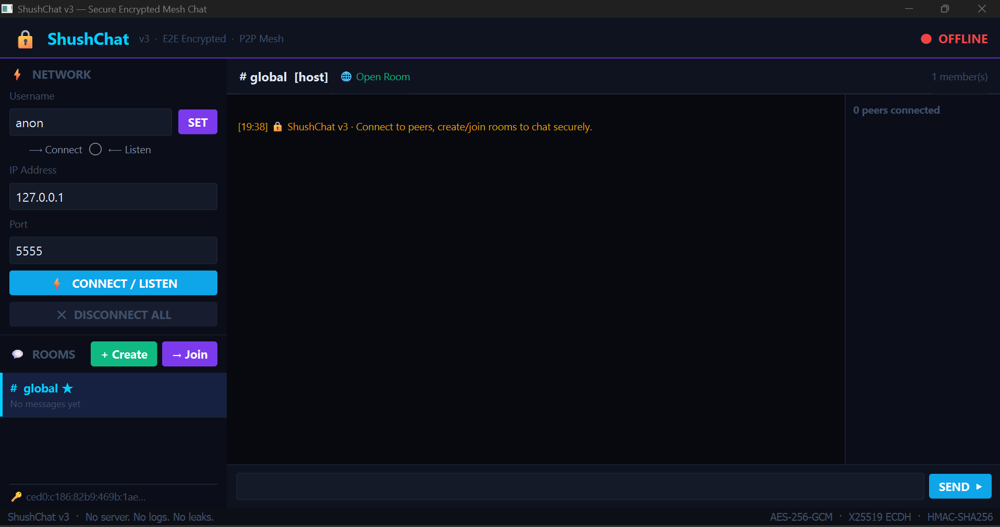 ShushChat v3 — Secure Encrypted Mesh Chat
ShushChat v3 · E2E Encrypted · P2P Mesh
OFFLINE
NETWORK
Username
anon
SET
⟶ Connect ⟵ Listen
IP Address
127.0.0.1
Port
5555
CONNECT / LISTEN
✕ DISCONNECT ALL
ROOMS
+ Create
→ Join
# global ★
No messages yet
ced0:c186:82b9:469b:1ae...
# global [host] Open Room
1 member(s)
[19:38] 🔒 ShushChat v3 · Connect to peers, create/join rooms to chat securely.
0 peers connected
SEND ▶
ShushChat v3 · No server. No logs. No leaks.
AES-256-GCM · X25519 ECDH · HMAC-SHA256